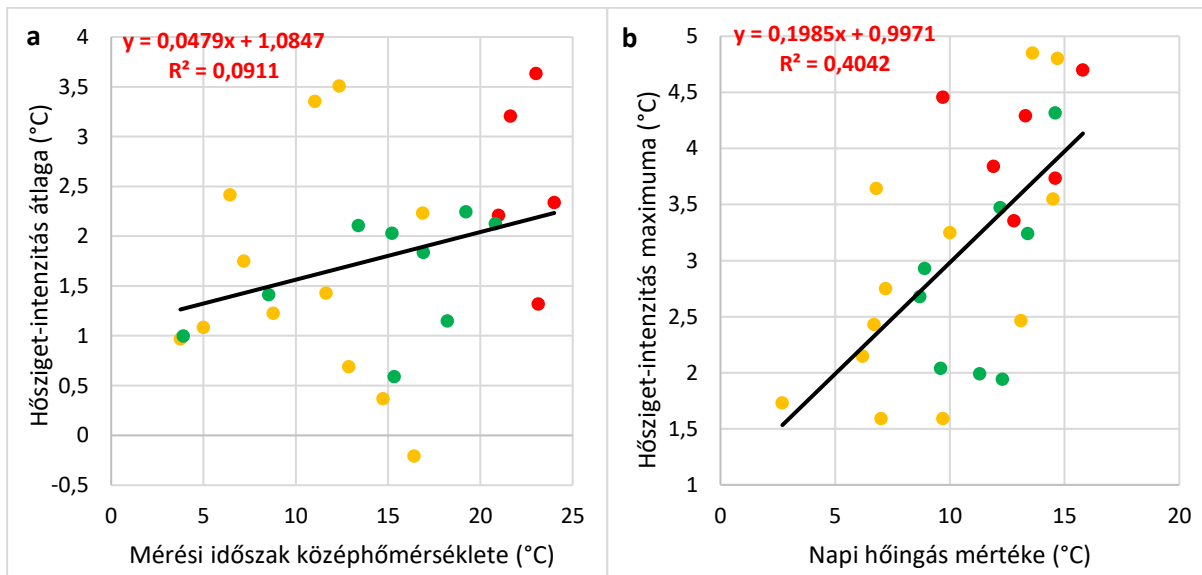 a
y = 0,0479x + 1,0847
R² = 0,0911
Hősziget-intenzitás átlaga (°C)
4
3,5
3
2,5
2
1,5
1
0,5
0
-0,5
0 5 10 15 20 25
Mérési időszak középhőmérséklete (°C)
b
y = 0,1985x + 0,9971
R² = 0,4042
Hősziget-intenzitás maximuma (°C)
5
4,5
4
3,5
3
2,5
2
1,5
1
0 5 10 15 20
Napi hőingás mértéke (°C)